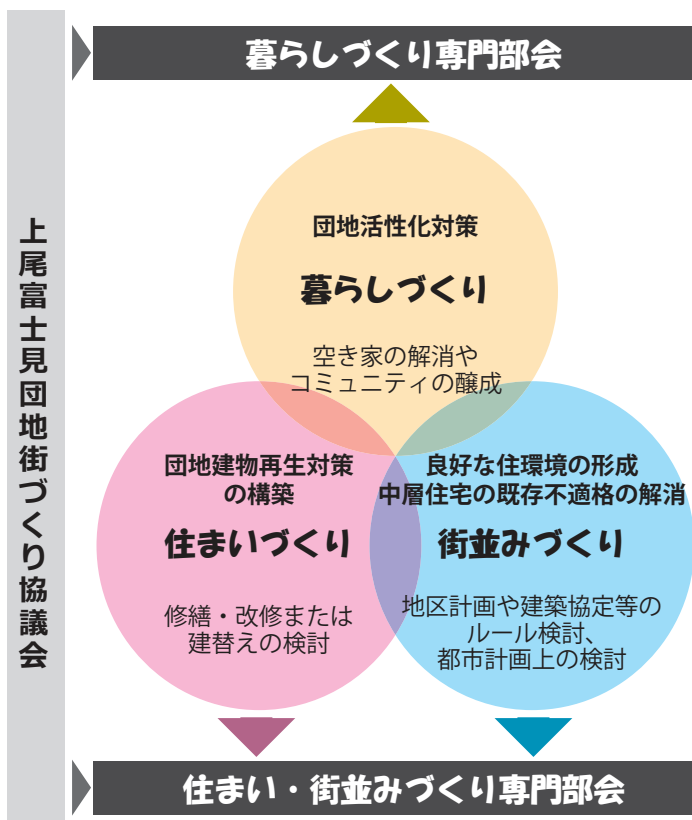 上尾富士見団地街づくり協議会
暮らしづくり専門部会
団地活性化対策
暮らしづくり
空き家の解消や
コミュニティの醸成
団地建物再生対策
の構築
住まいづくり
修繕・改修または
建替えの検討
良好な住環境の形成
中層住宅の既存不適格の解消
街並みづくり
地区計画や建築協定等の
ルール検討、
都市計画上の検討
住まい・街並みづくり専門部会